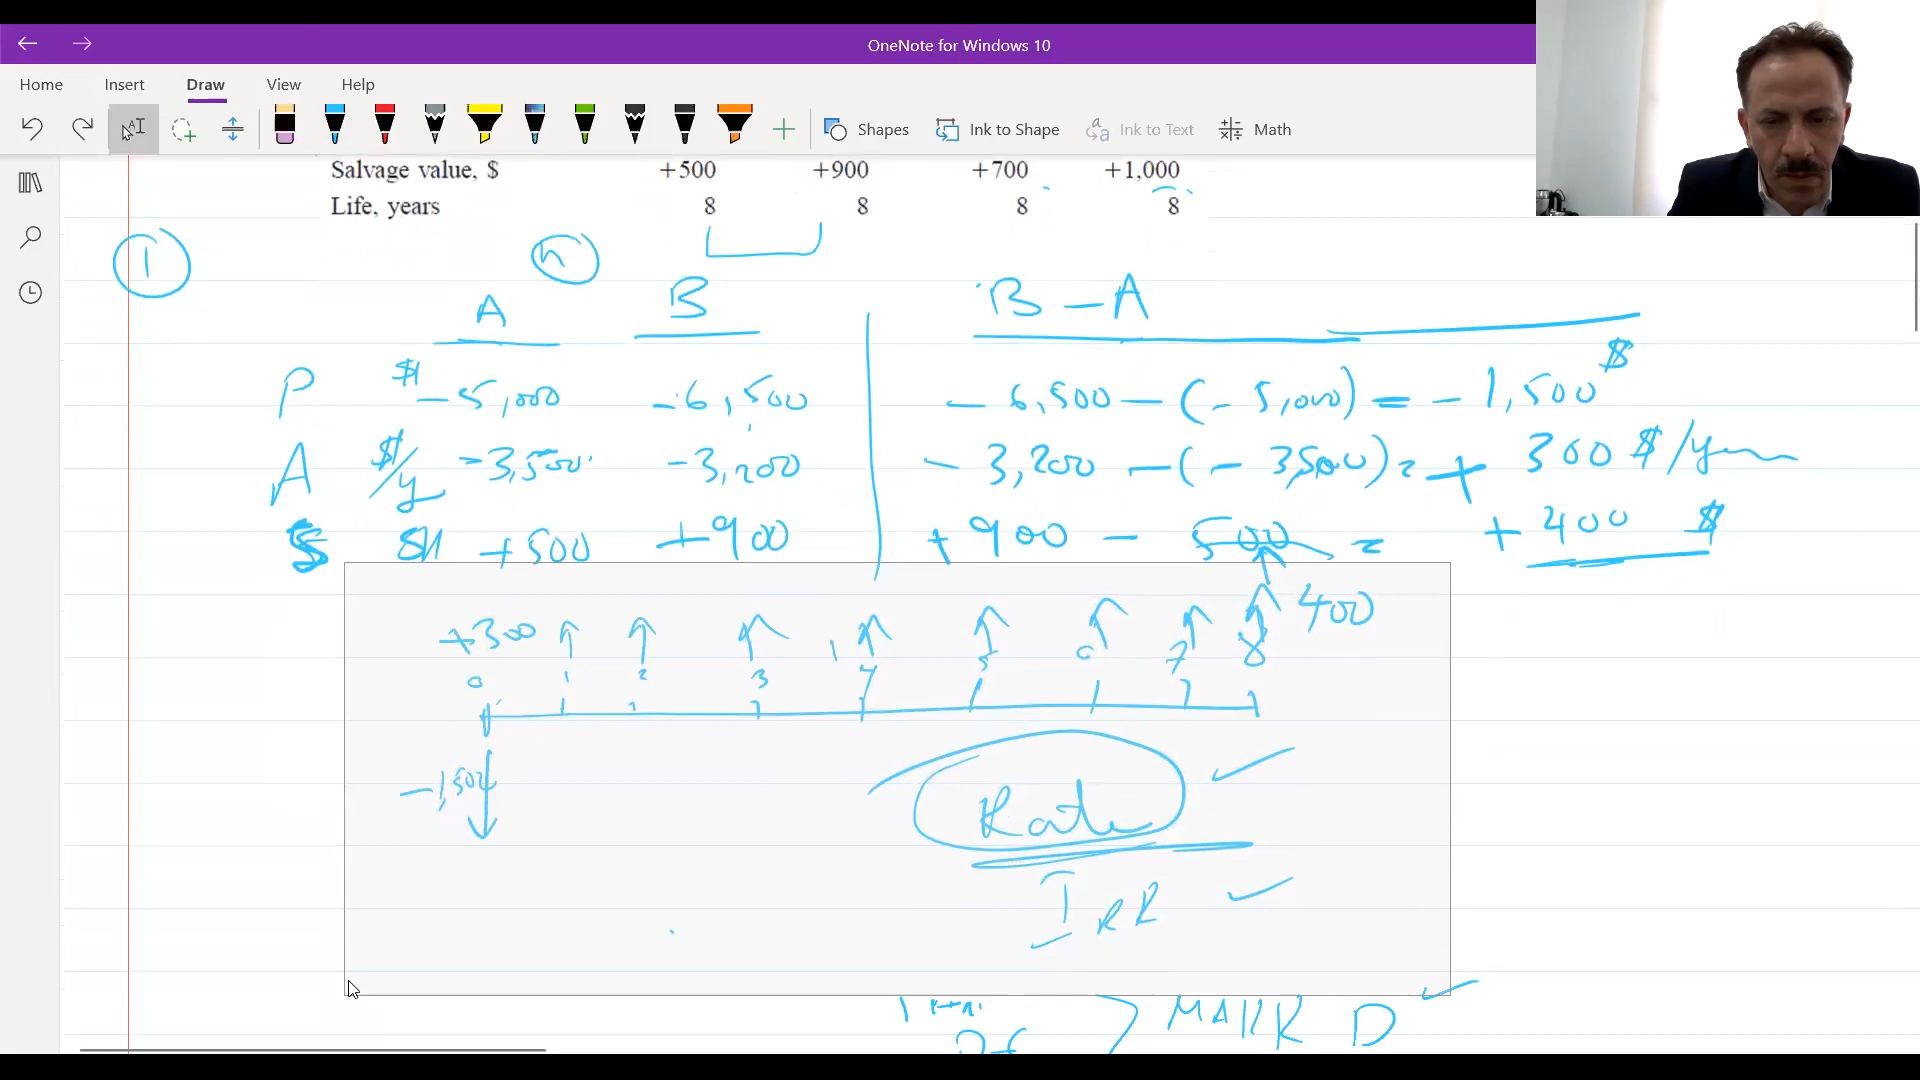 OneNote for Windows 10
Home Insert Draw View Help
Shapes Ink to Shape Ink to Text Math
Salvage value, $ +500 +900 +700 +1,000
Life, years 8 8 8 8
1 n
A B B - A
P $ -5,000 -6,500 - 6,500 - (- 5,000) = - 1,500 $
A $/y -3,500 -3,200 - 3,200 - (- 3,500) = + 300 $/year
S $ +500 +900 + 900 - 500 = + 400 $
+300 400
0 1 2 3 4 5 6 7 8
-1,500
Rate
IRR
MARR D